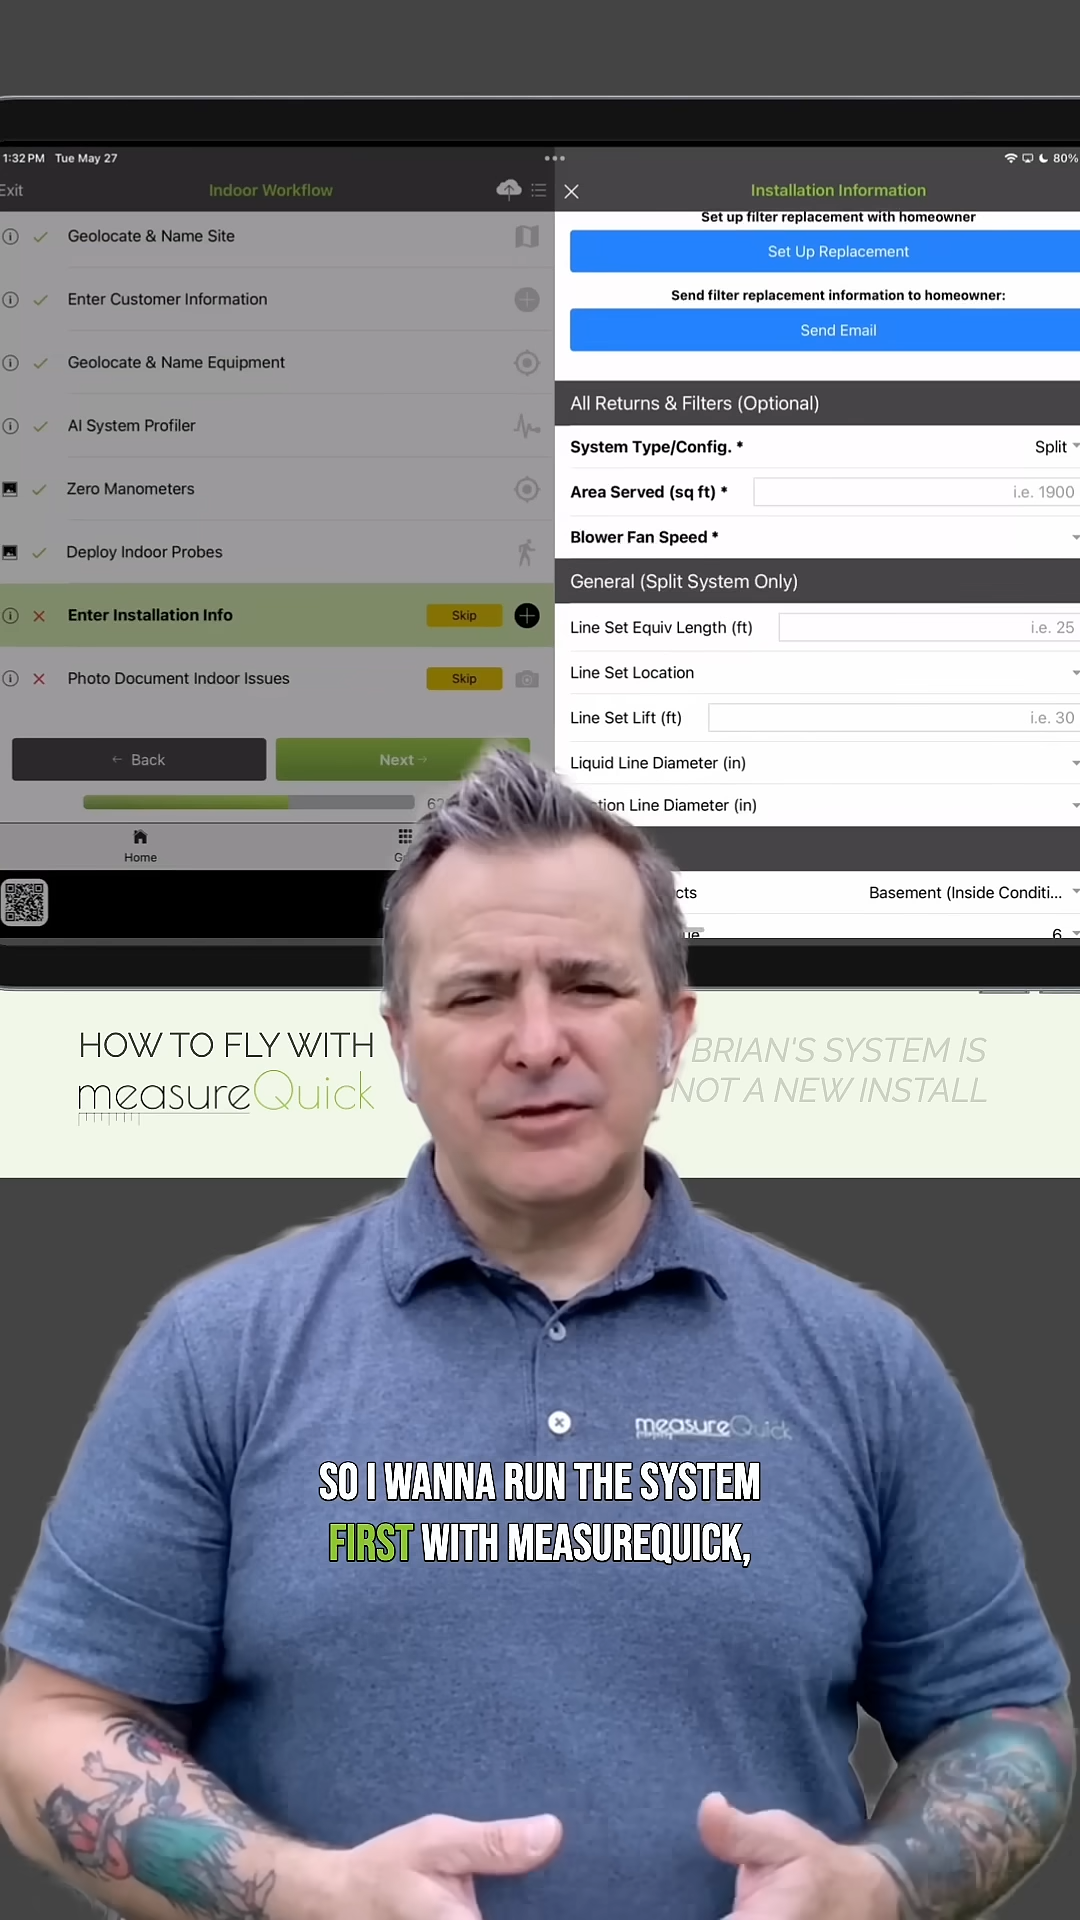 1:32 PM Tue May 27
80%
Exit
Indoor Workflow
Geolocate & Name Site
Enter Customer Information
Geolocate & Name Equipment
AI System Profiler
Zero Manometers
Deploy Indoor Probes
Enter Installation Info
Skip
Photo Document Indoor Issues
Skip
← Back
Next →
Home
Installation Information
Set up filter replacement with homeowner
Set Up Replacement
Send filter replacement information to homeowner:
Send Email
All Returns & Filters (Optional)
System Type/Config. *
Split
Area Served (sq ft) *
i.e. 1900
Blower Fan Speed *
General (Split System Only)
Line Set Equiv Length (ft)
i.e. 25
Line Set Location
Line Set Lift (ft)
i.e. 30
Liquid Line Diameter (in)
Line Diameter (in)
Basement (Inside Conditi...
6
HOW TO FLY WITH
measureQuick
BRIAN'S SYSTEM IS
NOT A NEW INSTALL
measureQuick
SO I WANNA RUN THE SYSTEM
FIRST WITH MEASUREQUICK,